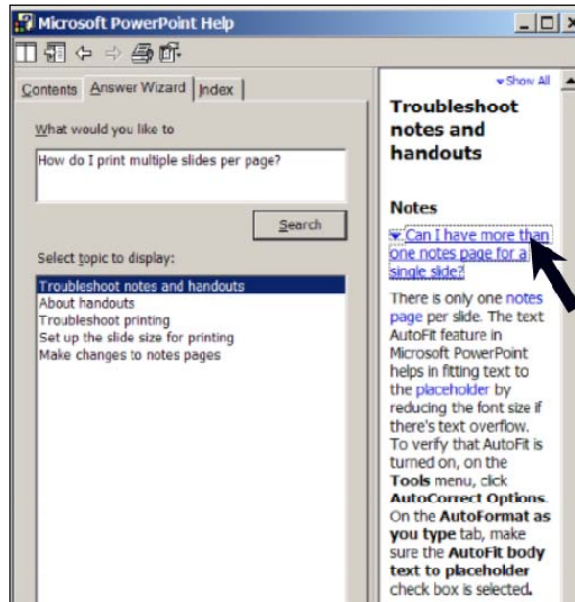 Microsoft PowerPoint Help
Contents
Answer Wizard
Index
What would you like to
How do I print multiple slides per page?
Search
Select topic to display:
Troubleshoot notes and handouts
About handouts
Troubleshoot printing
Set up the slide size for printing
Make changes to notes pages
Show All
Troubleshoot
notes and
handouts
Notes
Can I have more than
one notes page for a
single slide?
There is only one notes
page per slide. The text
AutoFit feature in
Microsoft PowerPoint
helps in fitting text to
the placeholder by
reducing the font size if
there's text overflow.
To verify that AutoFit is
turned on, on the
Tools menu, click
AutoCorrect Options.
On the AutoFormat as
you type tab, make
sure the AutoFit body
text to placeholder
check box is selected.